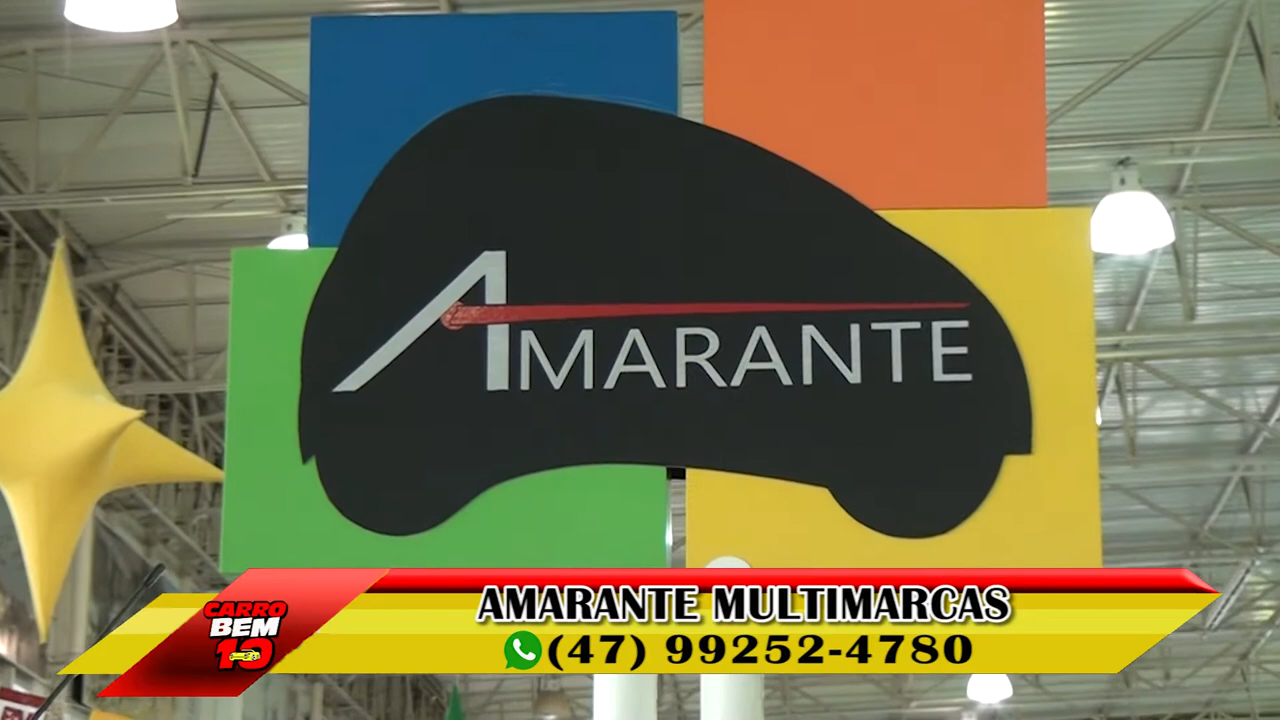 AMARANTE
AMARANTE MULTIMARCAS
(47) 99252-4780
CARRO
BEM
10